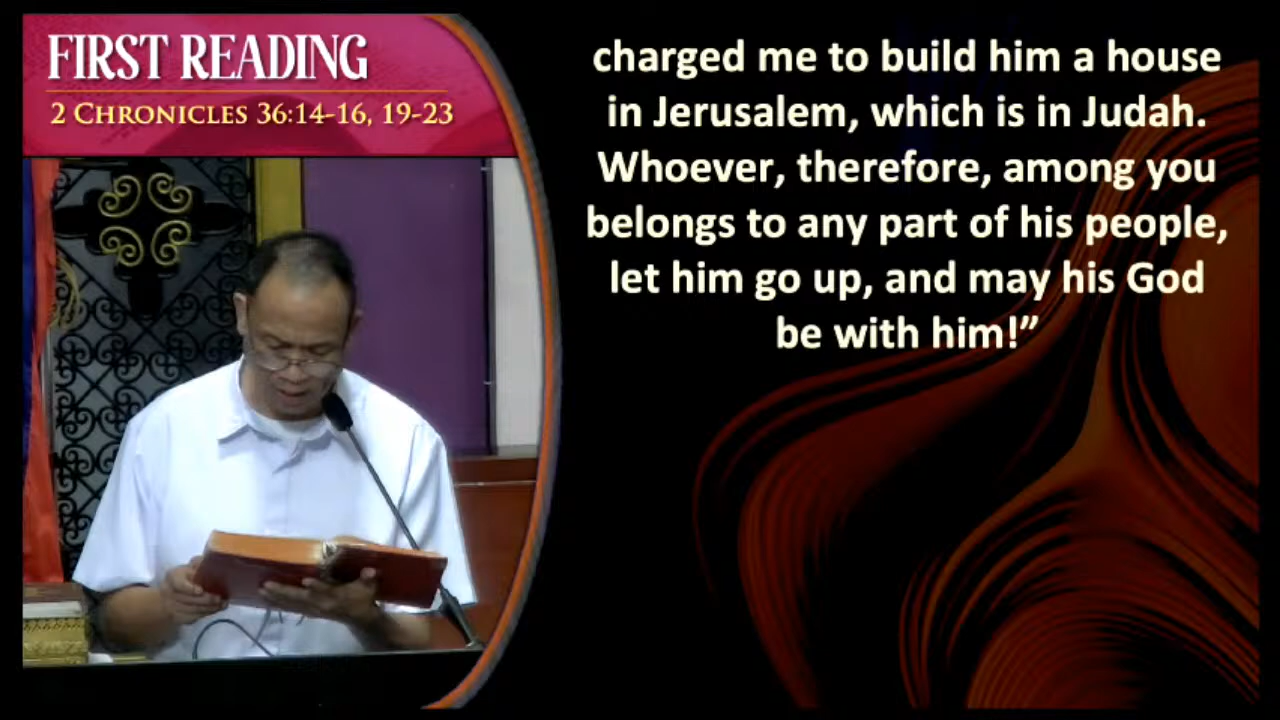 FIRST READING
2 CHRONICLES 36:14-16, 19-23
charged me to build him a house
in Jerusalem, which is in Judah.
Whoever, therefore, among you
belongs to any part of his people,
let him go up, and may his God
be with him!”